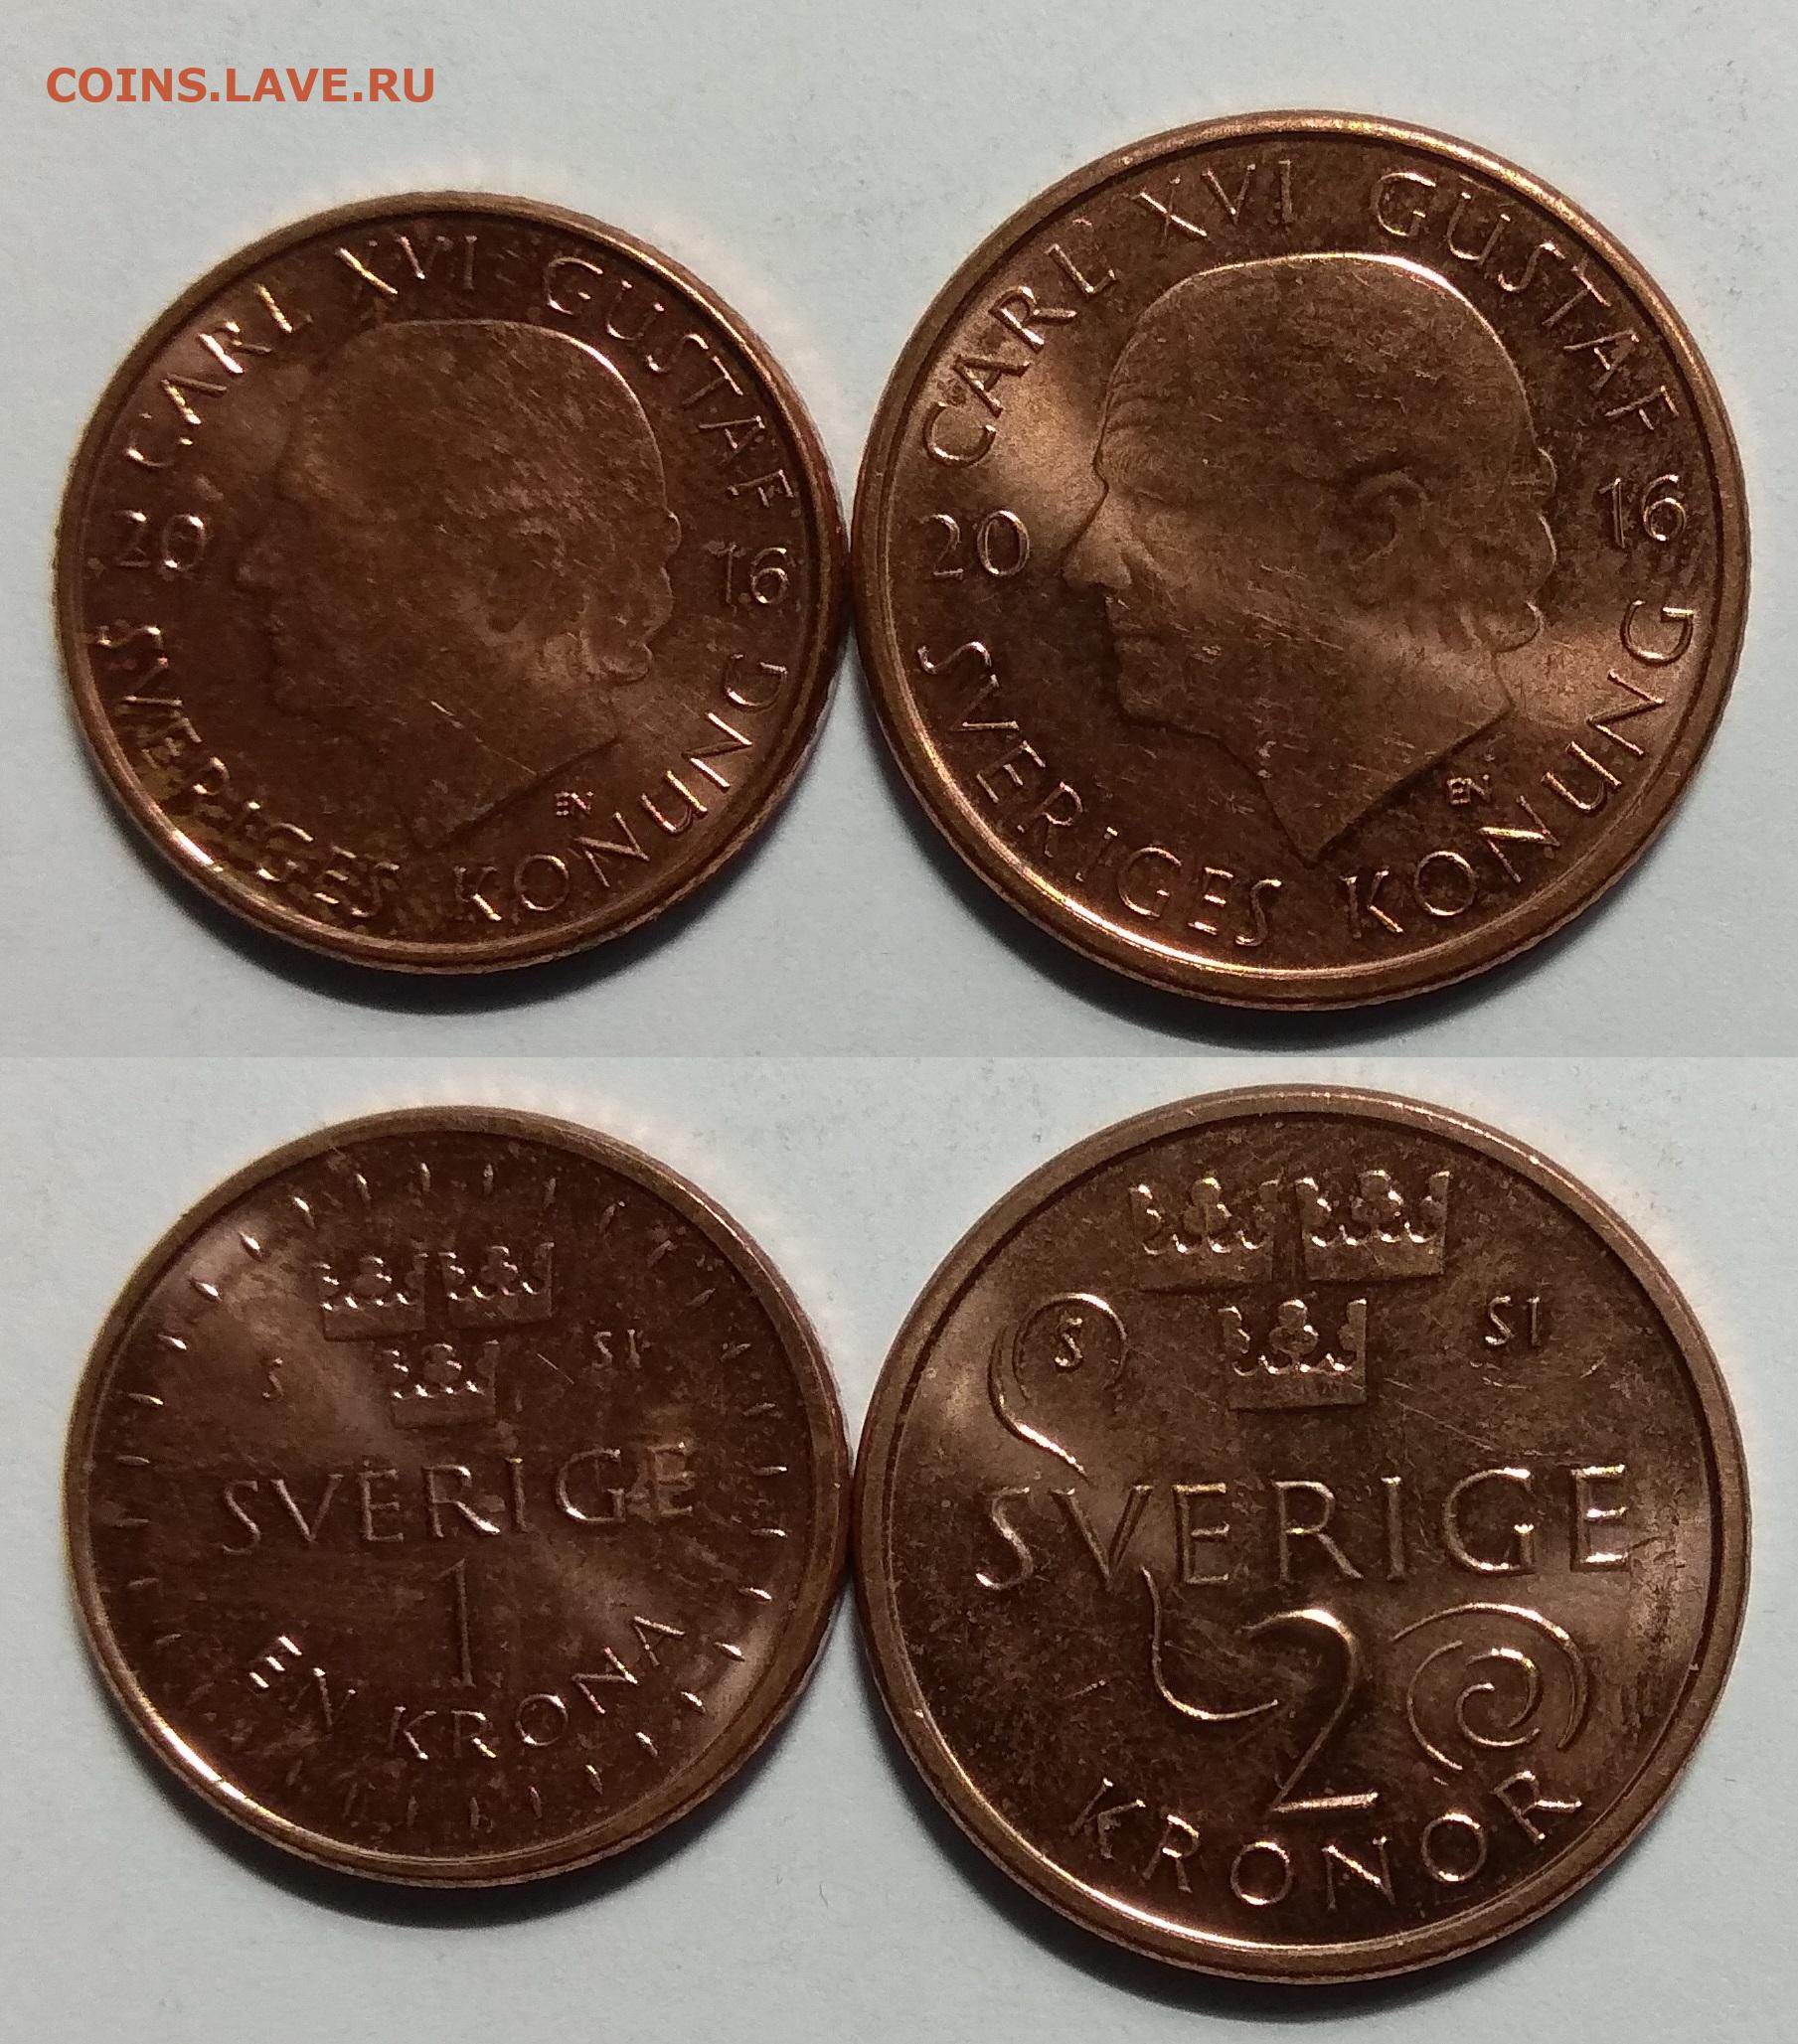 COINS.LAVE.RU
CARL XVI GUSTAF
20 16
SVERIGES KONUNG
EN
CARL XVI GUSTAF
20 16
SVERIGES KONUNG
EN
S SI
SVERIGE
1
EN KRONA
S SI
SVERIGE
2
KRONOR